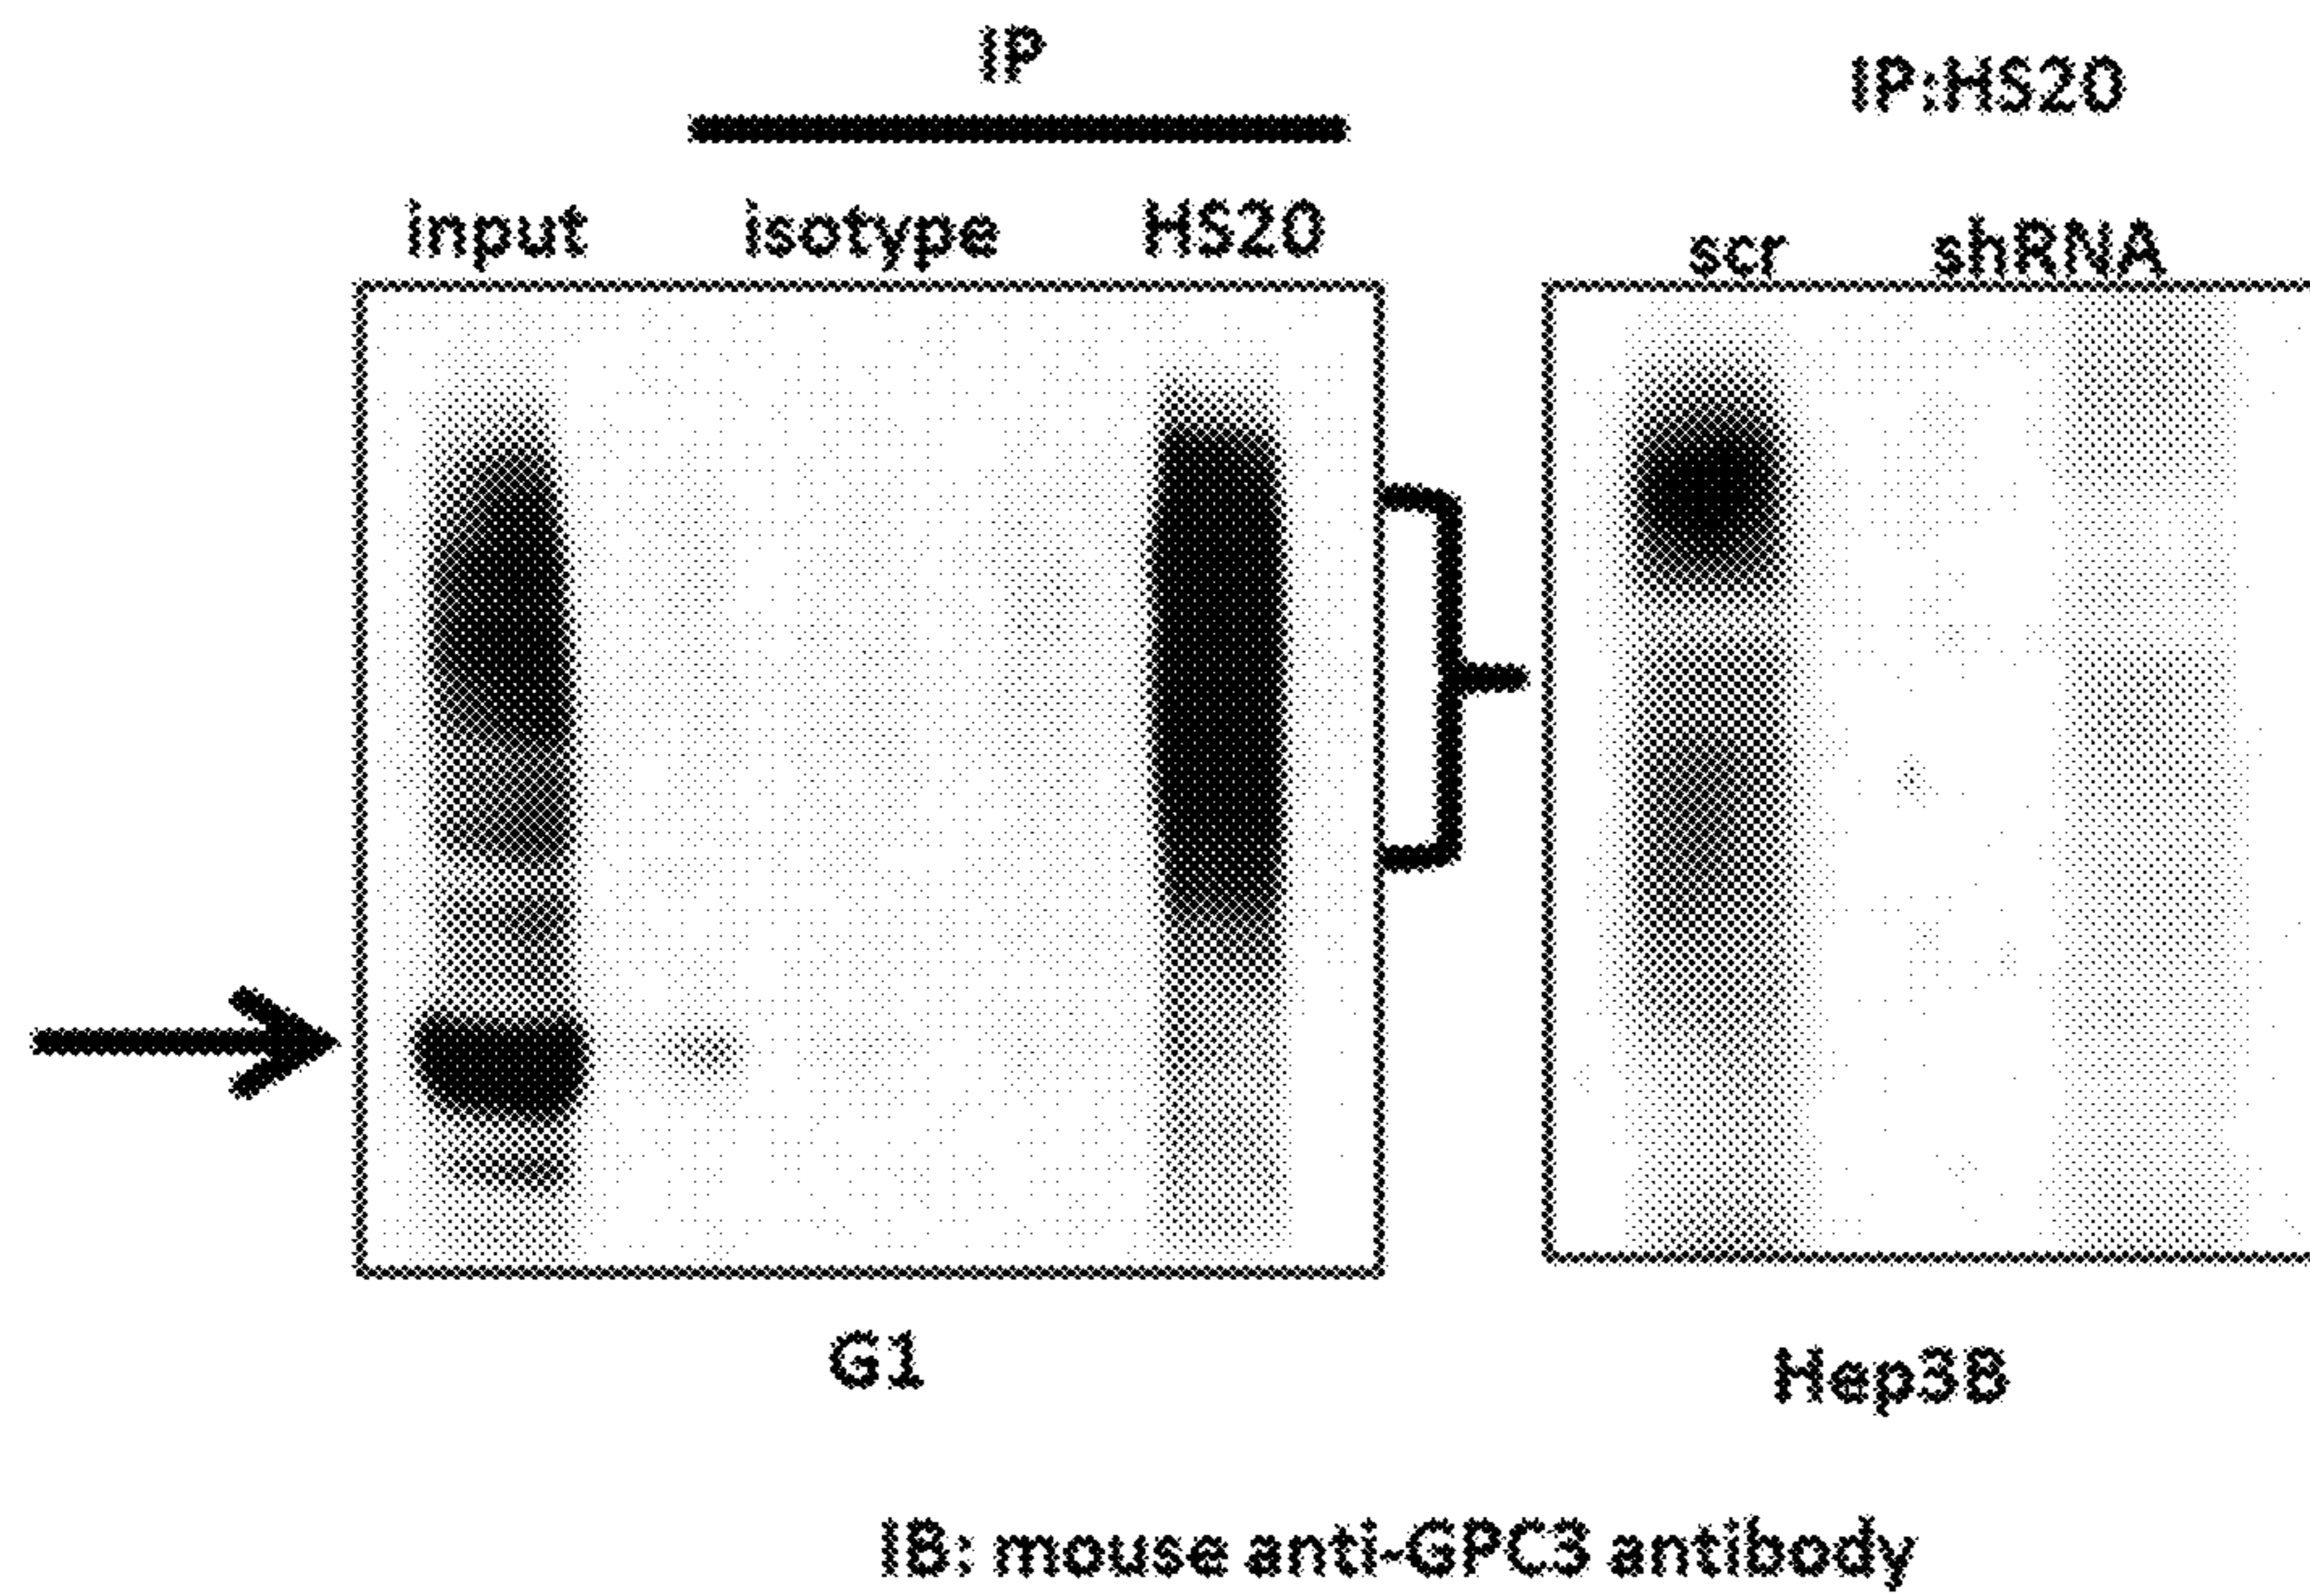 IP
IP:HS20
input isotype HS20
scr shRNA
G1
Hep3B
IB: mouse anti-GPC3 antibody